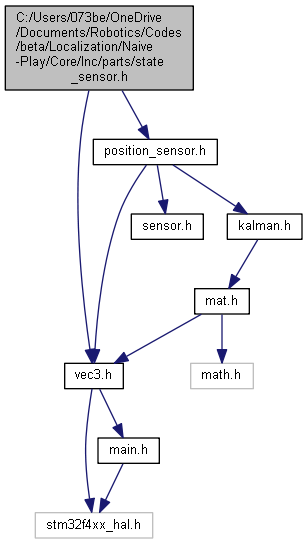 C:/Users/073be/OneDrive
/Documents/Robotics/Codes
/beta/Localization/Naive
-Play/Core/Inc/parts/state
_sensor.h
position_sensor.h
sensor.h
kalman.h
mat.h
vec3.h
math.h
main.h
stm32f4xx_hal.h